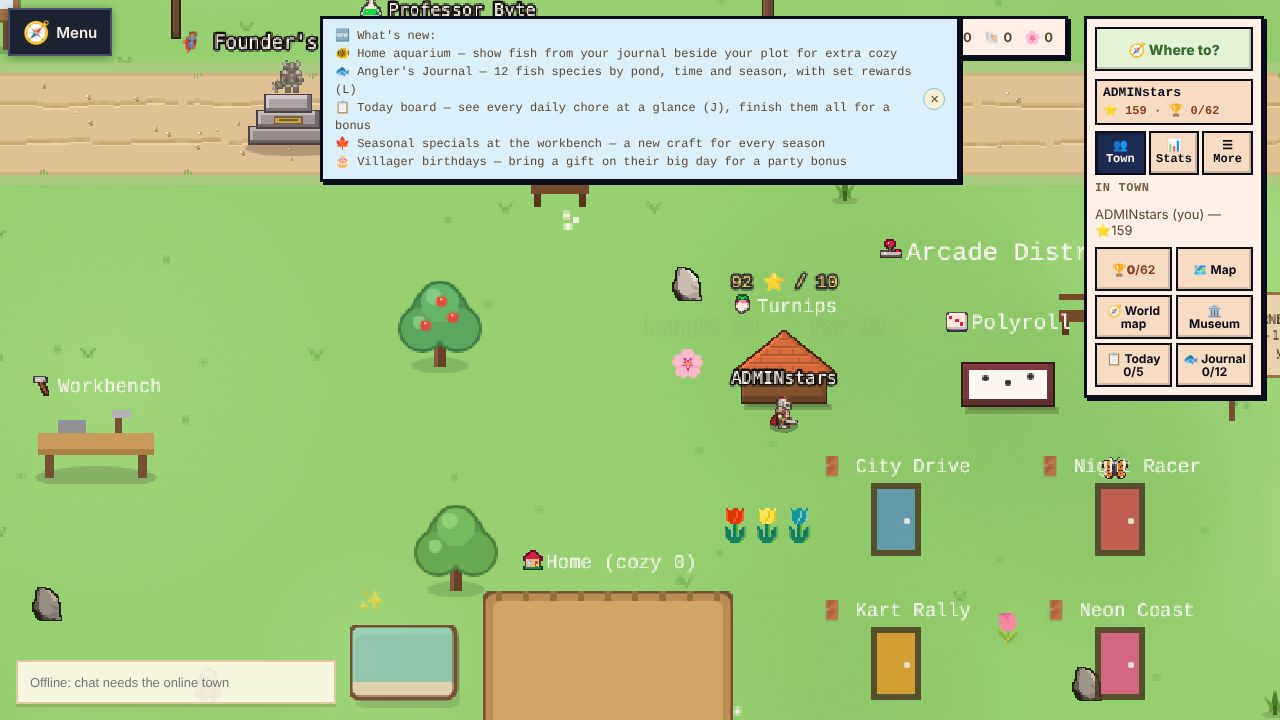 Menu
Professor Byte
Founder's
🆕 What's new:
🐠 Home aquarium — show fish from your journal beside your plot for extra cozy
🐟 Angler's Journal — 12 fish species by pond, time and season, with set rewards
(L)
📋 Today board — see every daily chore at a glance (J), finish them all for a
bonus
🍁 Seasonal specials at the workbench — a new craft for every season
🎂 Villager birthdays — bring a gift on their big day for a party bonus
✕
0 🐚 0 🌸 0
🧭 Where to?
ADMINstars
⭐ 159 · 🏆 0/62
Town
Stats
More
IN TOWN
ADMINstars (you) —
⭐159
🏆0/62
🗺️ Map
🧭 World
map
🏛️
Museum
📋 Today
0/5
🐟 Journal
0/12
Arcade Distr
92 ⭐ / 10
Turnips
Polyroll
ADMINstars
Workbench
City Drive
Night Racer
Home (cozy 0)
Kart Rally
Neon Coast
Offline: chat needs the online town